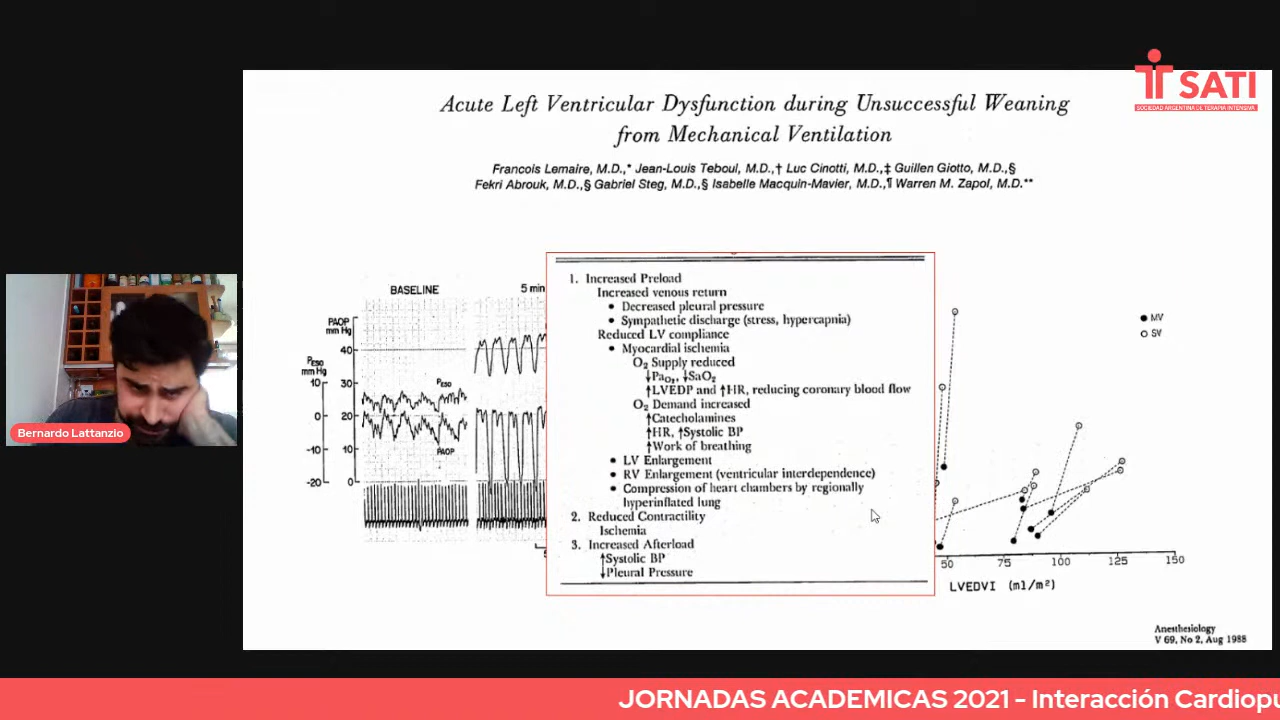 SATI
SOCIEDAD ARGENTINA DE TERAPIA INTENSIVA
Acute Left Ventricular Dysfunction during Unsuccessful Weaning
from Mechanical Ventilation
Francois Lemaire, M.D.,* Jean-Louis Teboul, M.D.,† Luc Cinotti, M.D.,‡ Guillen Giotto, M.D.,§
Fekri Abrouk, M.D.,§ Gabriel Steg, M.D.,§ Isabelle Macquin-Mavier, M.D.,¶ Warren M. Zapol, M.D.**
BASELINE
5 min
PAOP
mm Hg
40
30
20
10
0
PESO
mm Hg
10
0
-10
-20
PESO
PAOP
1. Increased Preload
Increased venous return
• Decreased pleural pressure
• Sympathetic discharge (stress, hypercapnia)
Reduced LV compliance
• Myocardial ischemia
O2 Supply reduced
↓PaO2, ↓SaO2
↑LVEDP and ↑HR, reducing coronary blood flow
O2 Demand increased
↑Catecholamines
↑HR, ↑Systolic BP
↑Work of breathing
• LV Enlargement
• RV Enlargement (ventricular interdependence)
• Compression of heart chambers by regionally
hyperinflated lung
2. Reduced Contractility
Ischemia
3. Increased Afterload
↑Systolic BP
↓Pleural Pressure
● MV
○ SV
50 75 100 125 150
LVEDVI (ml/m²)
Anesthesiology
V 69, No 2, Aug 1988
Bernardo Lattanzio
JORNADAS ACADEMICAS 2021 - Interacción Cardiopu